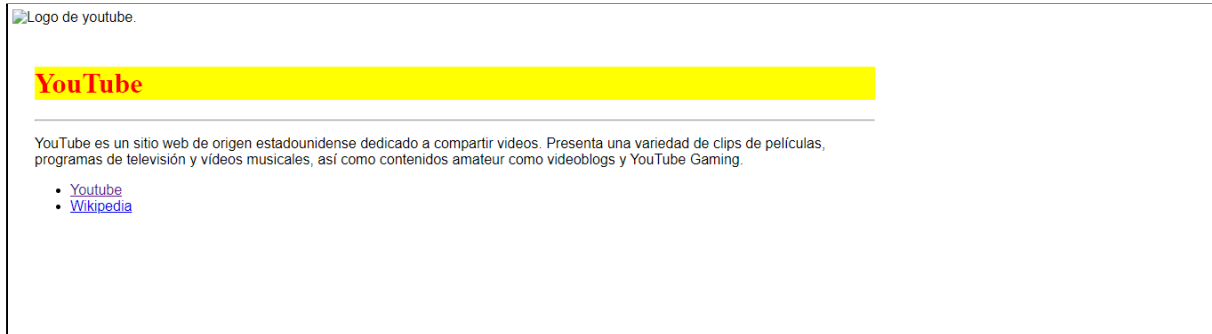 Logo de youtube.
YouTube
YouTube es un sitio web de origen estadounidense dedicado a compartir videos. Presenta una variedad de clips de películas,
programas de televisión y vídeos musicales, así como contenidos amateur como videoblogs y YouTube Gaming.
Youtube
Wikipedia